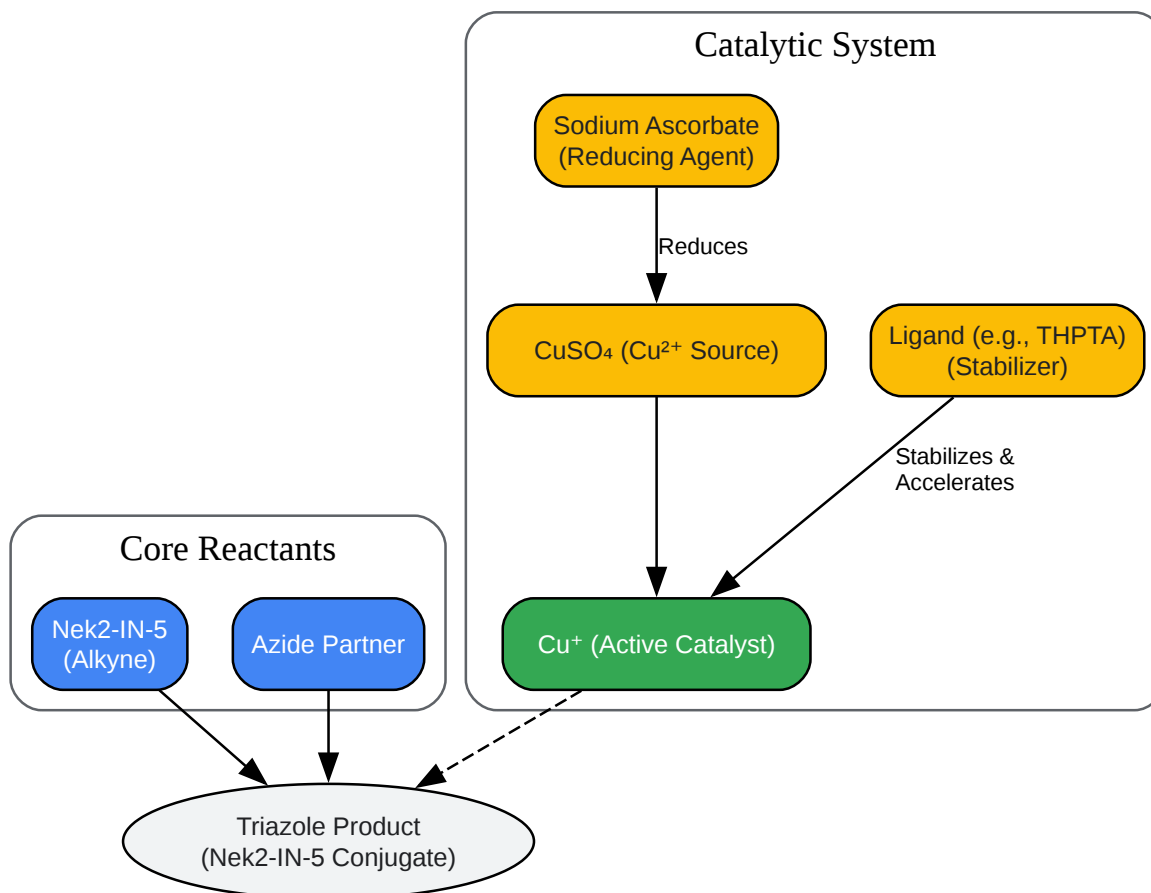 Catalytic System
Sodium Ascorbate
(Reducing Agent)
Reduces
CuSO₄ (Cu²⁺ Source)
Ligand (e.g., THPTA)
(Stabilizer)
Stabilizes &
Accelerates
Core Reactants
Nek2-IN-5
(Alkyne)
Azide Partner
Cu⁺ (Active Catalyst)
Triazole Product
(Nek2-IN-5 Conjugate)